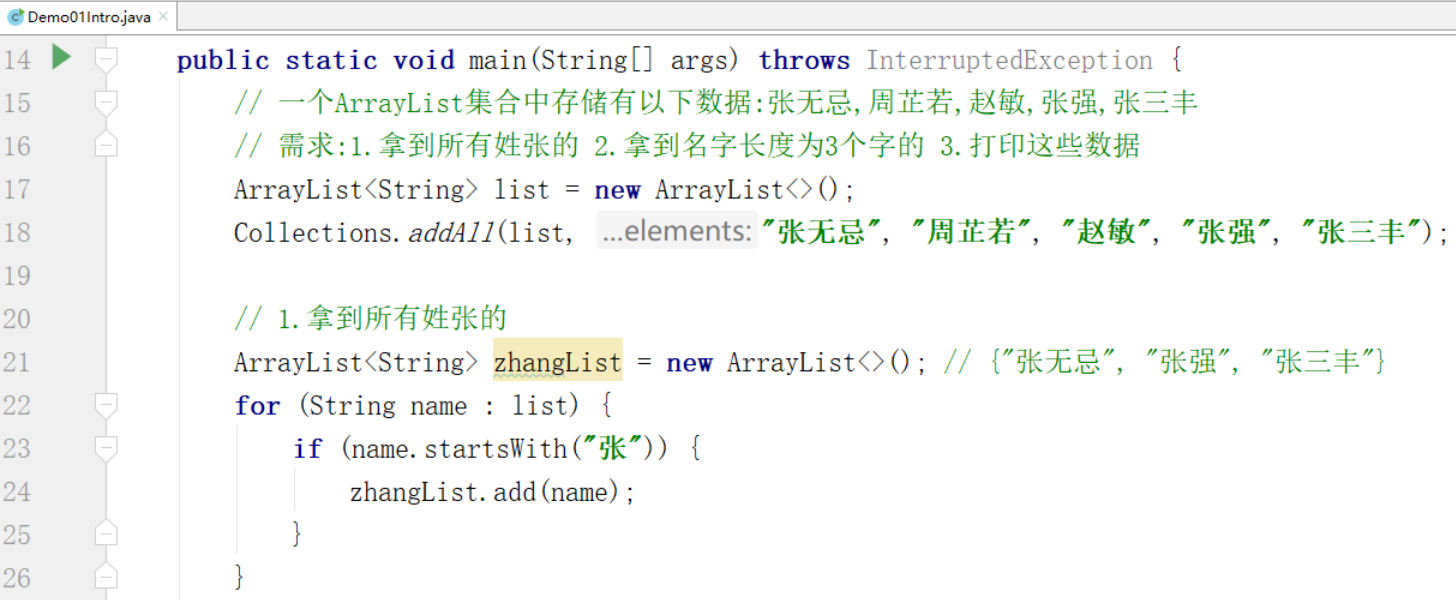 Demo01Intro.java
14 public static void main(String[] args) throws InterruptedException {
15 // 一个ArrayList集合中存储有以下数据:张无忌,周芷若,赵敏,张强,张三丰
16 // 需求:1.拿到所有姓张的 2.拿到名字长度为3个字的 3.打印这些数据
17 ArrayList<String> list = new ArrayList<>();
18 Collections.addAll(list, ...elements: "张无忌", "周芷若", "赵敏", "张强", "张三丰");
19
20 // 1.拿到所有姓张的
21 ArrayList<String> zhangList = new ArrayList<>(); // {"张无忌", "张强", "张三丰"}
22 for (String name : list) {
23 if (name.startsWith("张")) {
24 zhangList.add(name);
25 }
26 }